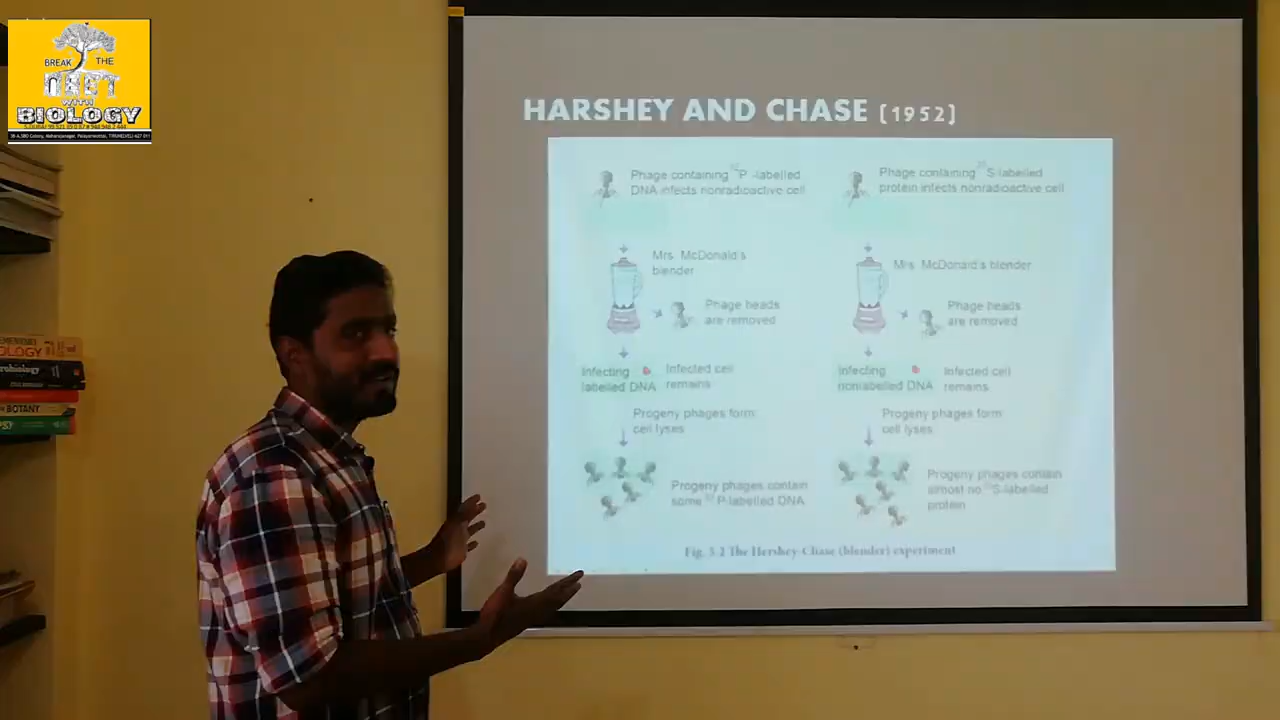 BREAK THE
NEET
WITH
BIOLOGY
HARSHEY AND CHASE [1952]
Phage containing 32P -labelled
DNA infects nonradioactive cell
Phage containing 35S-labelled
protein infects nonradioactive cell
Mrs. McDonald's
blender
Mrs. McDonald's blender
Phage heads
are removed
Phage heads
are removed
Infecting
labelled DNA
Infected cell
remains
Infecting
nonlabelled DNA
Infected cell
remains
Progeny phages form
cell lyses
Progeny phages form
cell lyses
Progeny phages contain
some 32P-labelled DNA
Progeny phages contain
almost no 35S-labelled
protein
Fig. 5.2 The Hershey-Chase (blender) experiment
OLOGY
robiology
BOTANY